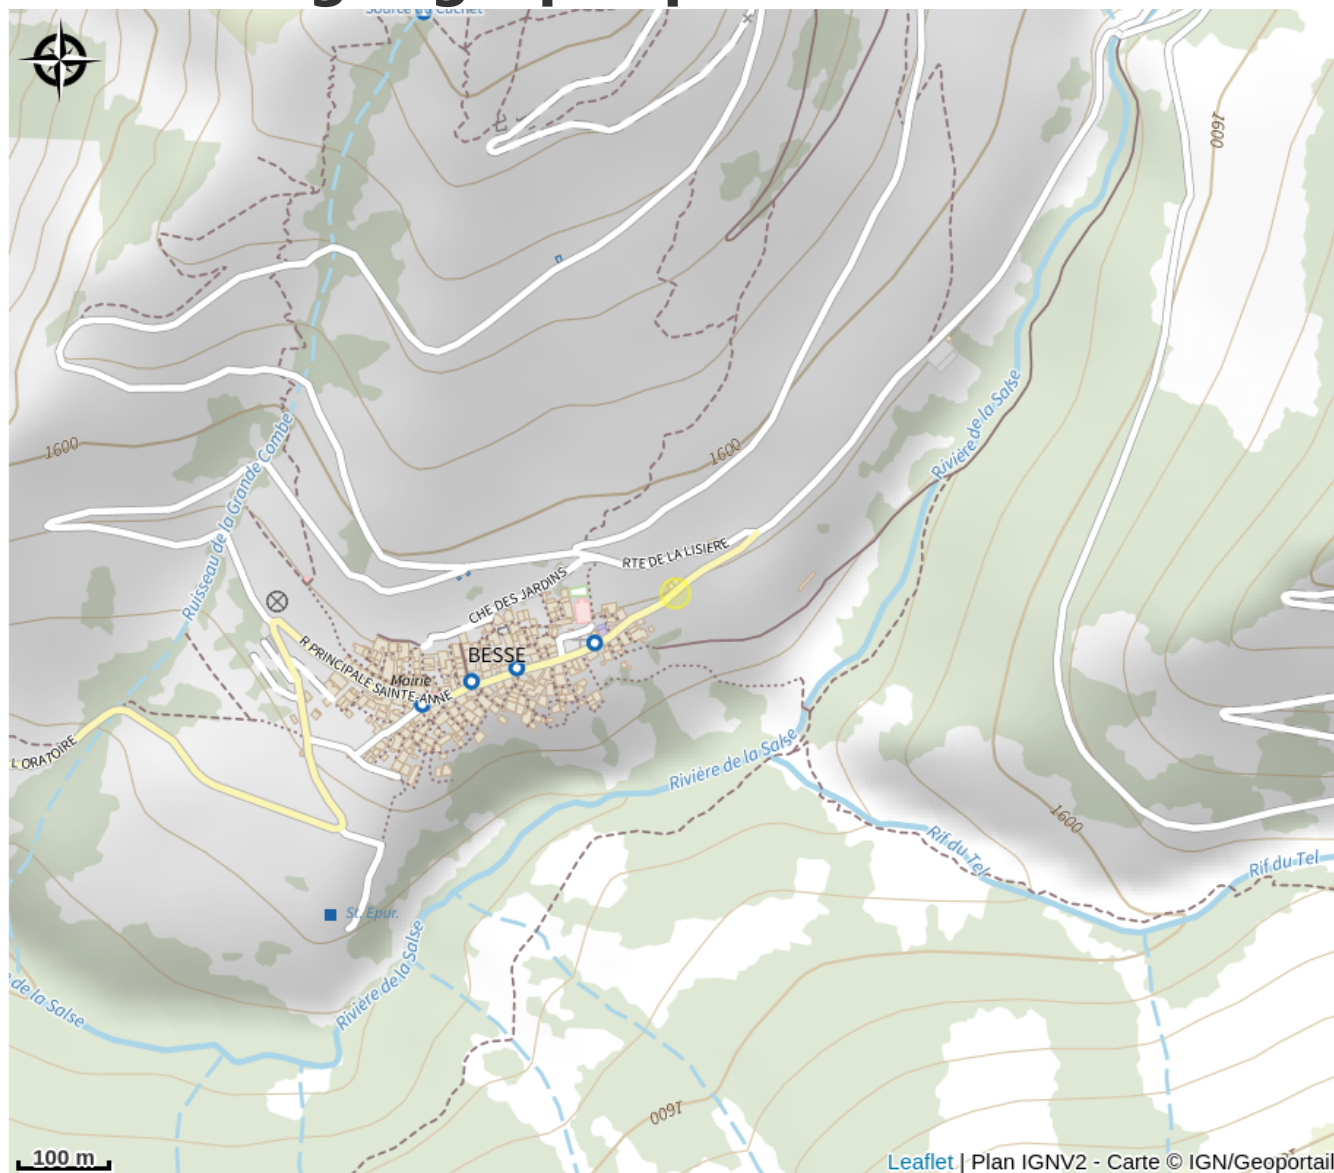 Source du Cuchet
1600
1600
Rivière de la Salse
1600
Ruisseau de la Grande Combe
RTE DE LA LISIERE
CHE DES JARDINS
BESSE
R PRINCIPALE SAINTE-ANNE
Mairie
L ORATOIRE
Rivière de la Salse
1600
Rif du Tel
Rif du Tel
St. Epur.
Rivière de la Salse
de la Salse
1600
100 m
Leaflet | Plan IGNV2 - Carte © IGN/Geoportail